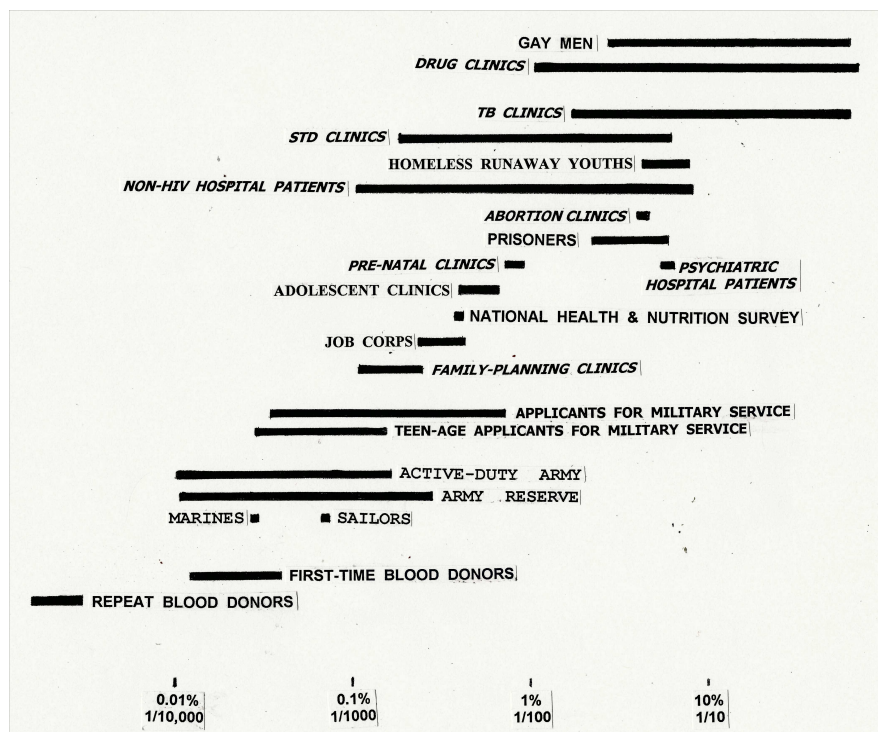 GAY MEN
DRUG CLINICS
TB CLINICS
STD CLINICS
HOMELESS RUNAWAY YOUTHS
NON-HIV HOSPITAL PATIENTS
ABORTION CLINICS
PRISONERS
PRE-NATAL CLINICS
PSYCHIATRIC
HOSPITAL PATIENTS
ADOLESCENT CLINICS
NATIONAL HEALTH & NUTRITION SURVEY
JOB CORPS
FAMILY-PLANNING CLINICS
APPLICANTS FOR MILITARY SERVICE
TEEN-AGE APPLICANTS FOR MILITARY SERVICE
ACTIVE-DUTY ARMY
ARMY RESERVE
MARINES
SAILORS
FIRST-TIME BLOOD DONORS
REPEAT BLOOD DONORS
0.01% 0.1% 1% 10%
1/10,000 1/1000 1/100 1/10